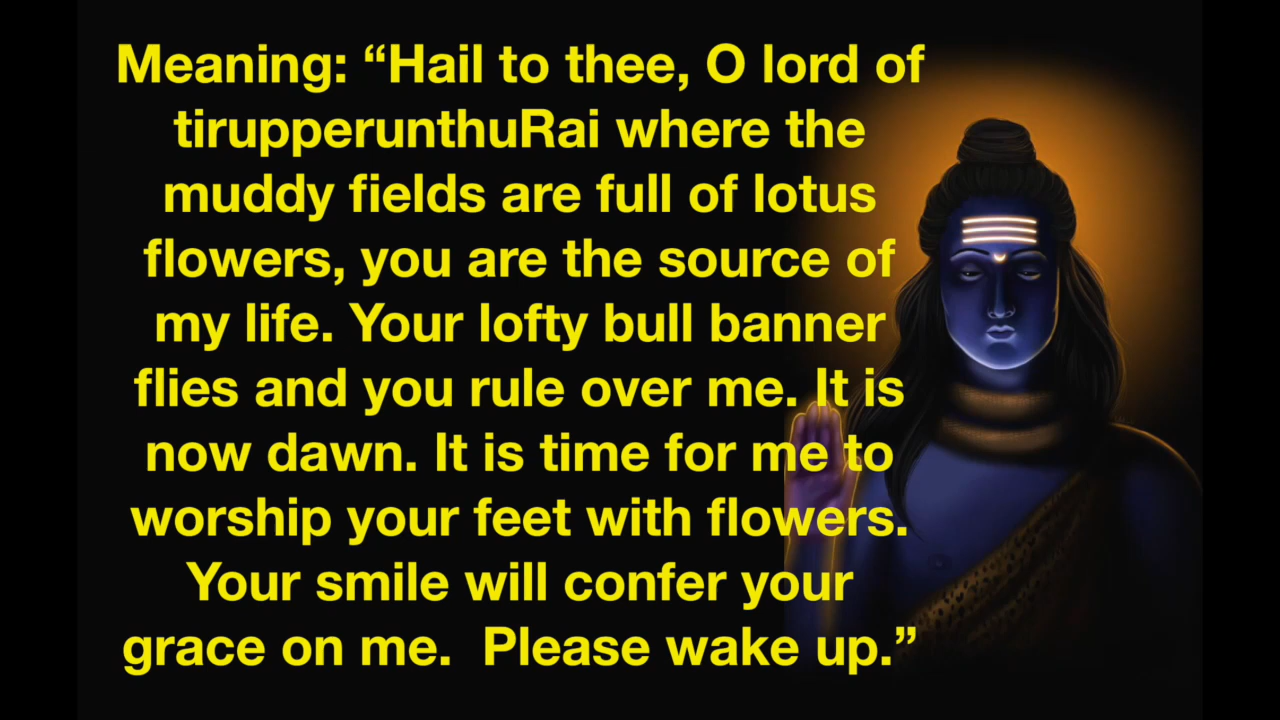 Meaning: “Hail to thee, O lord of
tirupperunthuRai where the
muddy fields are full of lotus
flowers, you are the source of
my life. Your lofty bull banner
flies and you rule over me. It is
now dawn. It is time for me to
worship your feet with flowers.
Your smile will confer your
grace on me.  Please wake up.”